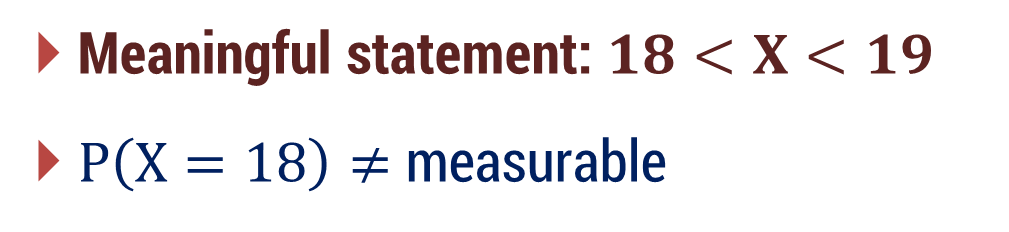 Meaningful statement: 18 < X < 19
P(X = 18) ≠ measurable